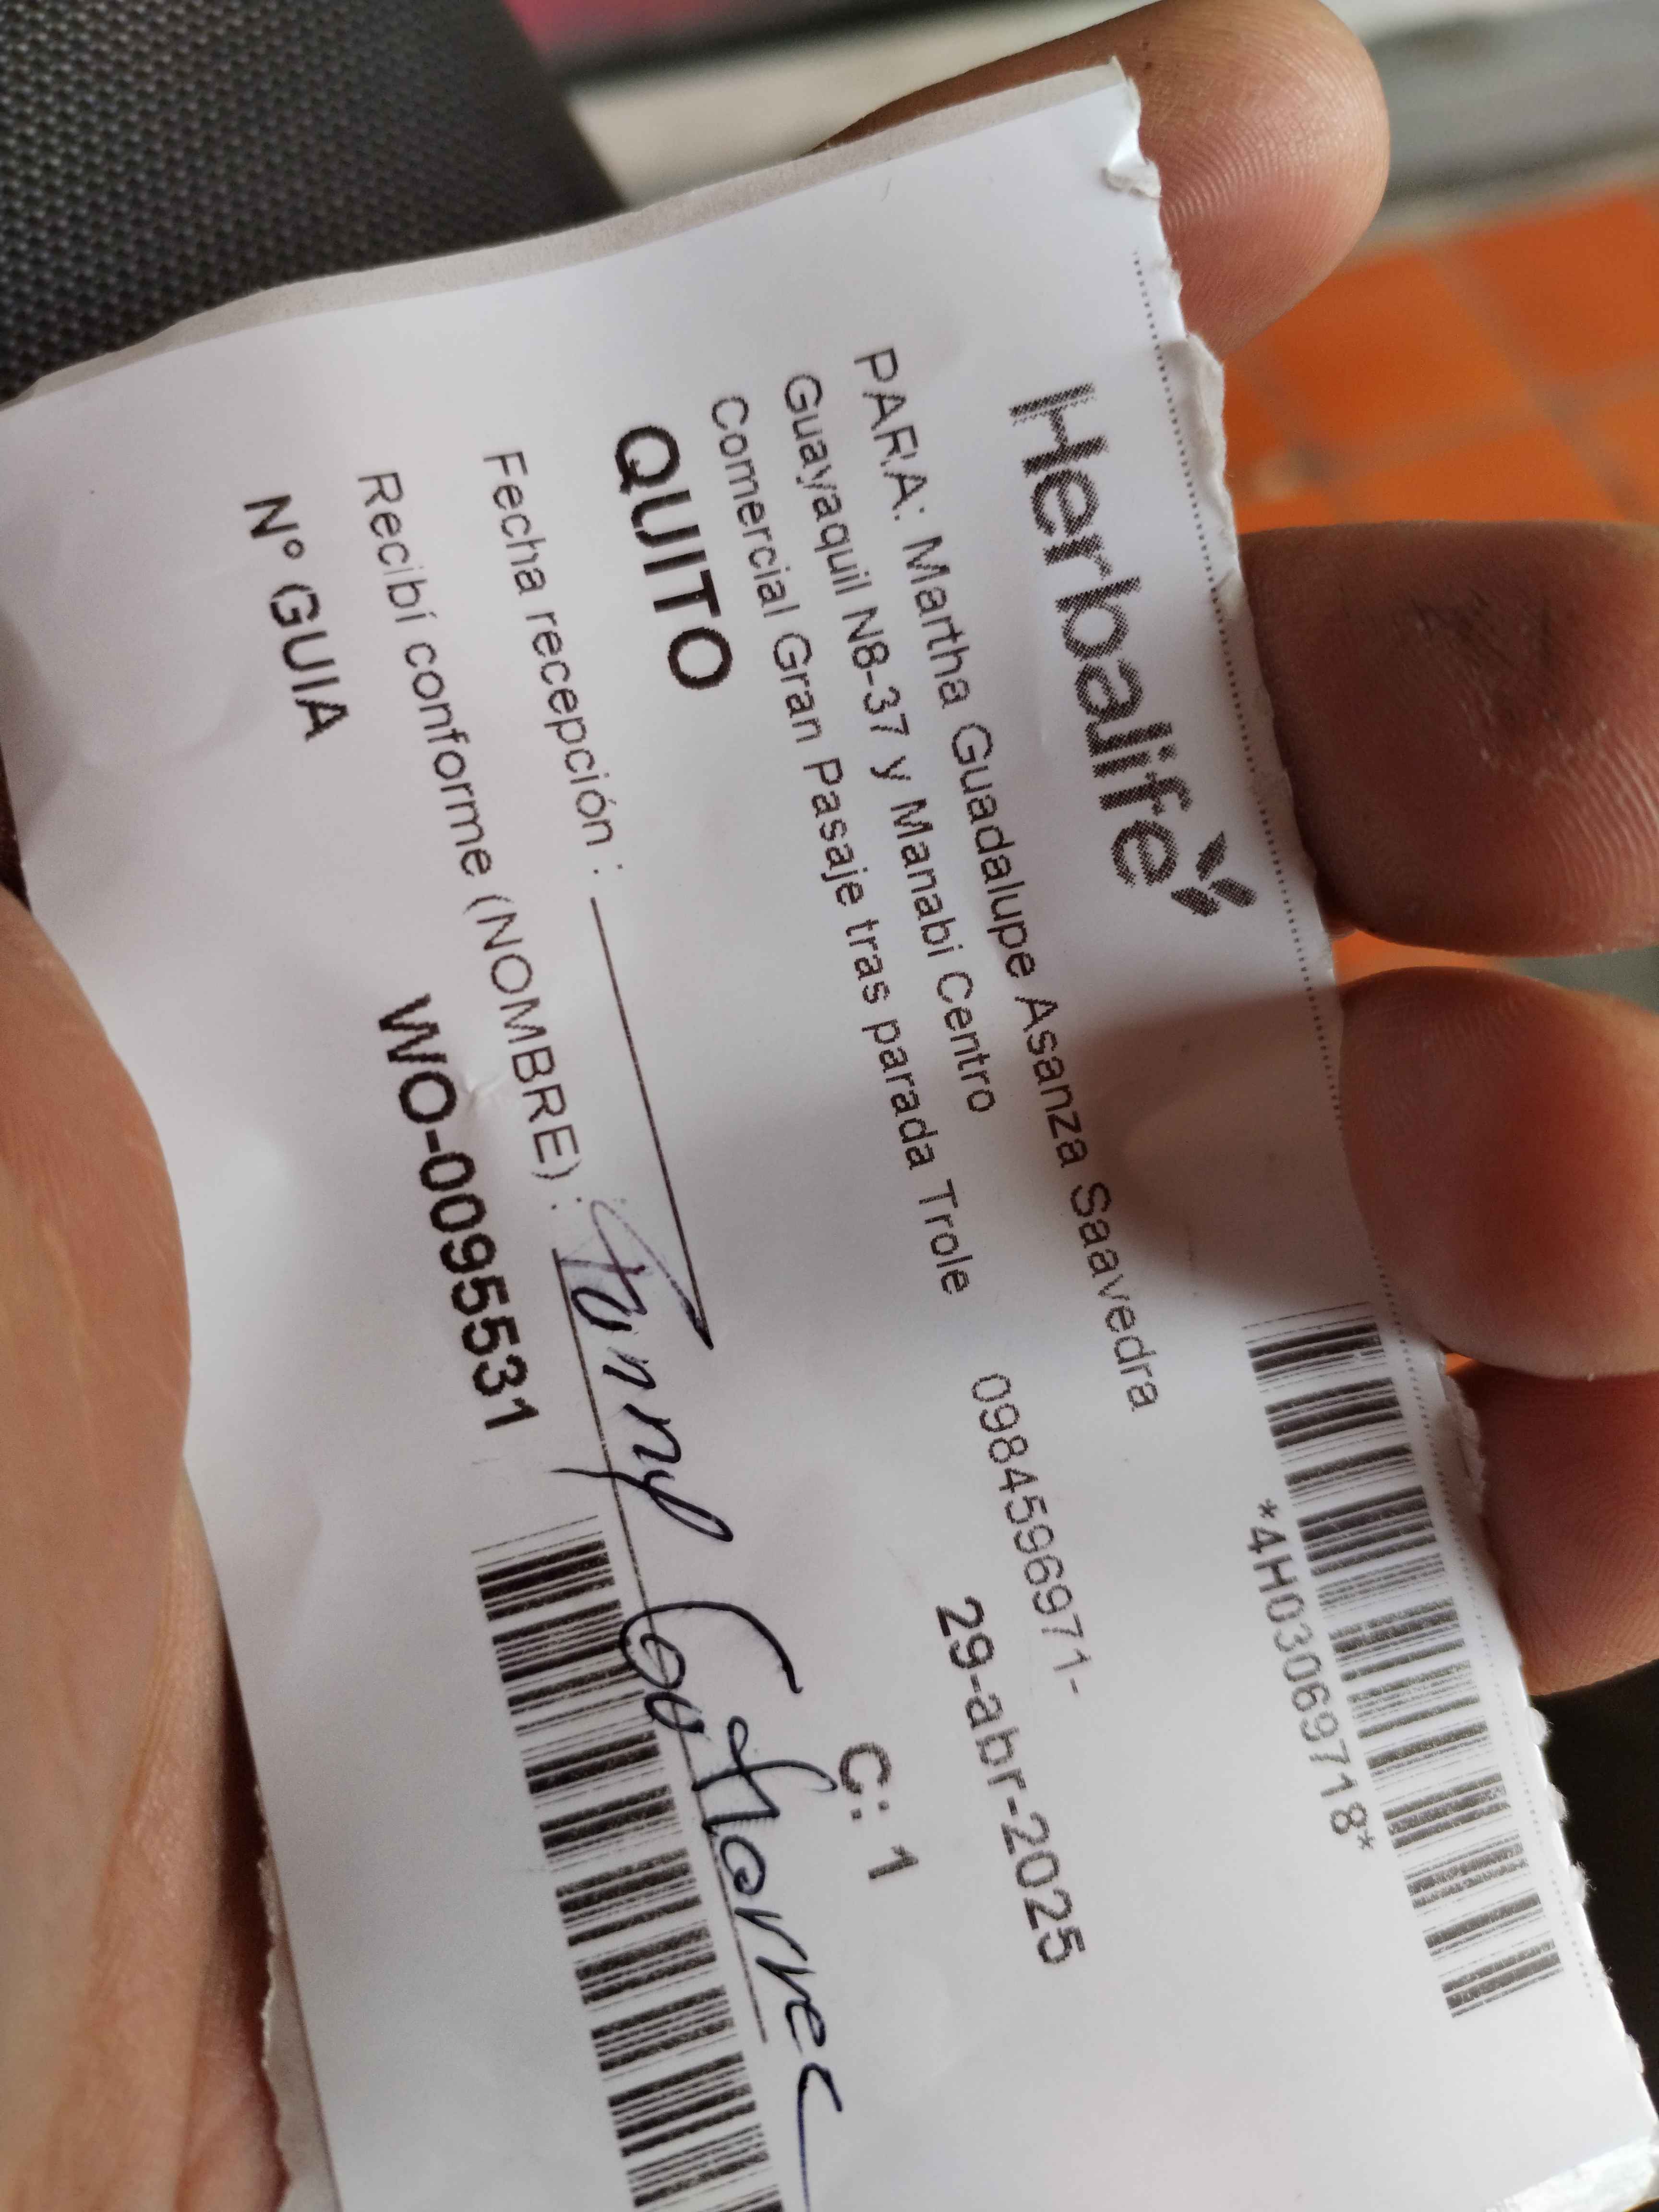 *4H03069718*
Herbalife
PARA: Martha Guadalupe Asanza Saavedra
Guayaquil N8-37 y Manabi Centro 0984596971-
Comercial Gran Pasaje tras parada Trole
29-abr-2025
QUITO
C: 1
Fecha recepción :
Recibí conforme (NOMBRE) :
Nº GUIA WO-0095531